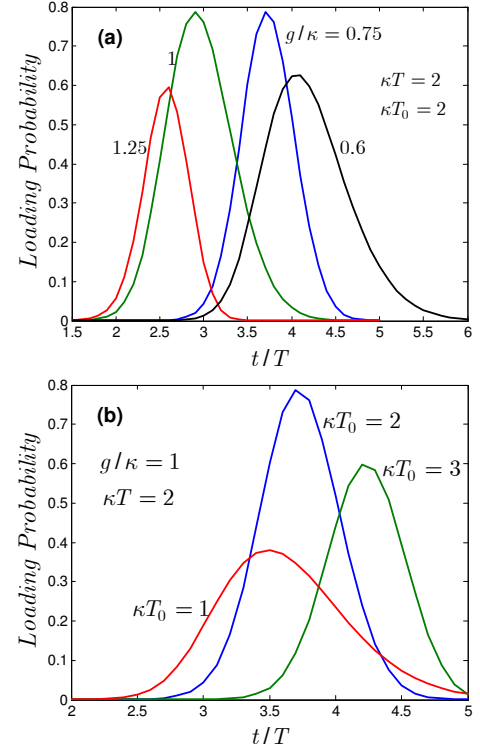 (a)
g/κ = 0.75
1
κT = 2
κT₀ = 2
1.25
0.6
Loading Probability
0.8
0.7
0.6
0.5
0.4
0.3
0.2
0.1
0
1.5 2 2.5 3 3.5 4 4.5 5 5.5 6
t/T
(b)
κT₀ = 2
g/κ = 1
κT = 2
κT₀ = 3
κT₀ = 1
Loading Probability
0.8
0.7
0.6
0.5
0.4
0.3
0.2
0.1
0
2 2.5 3 3.5 4 4.5 5
t/T